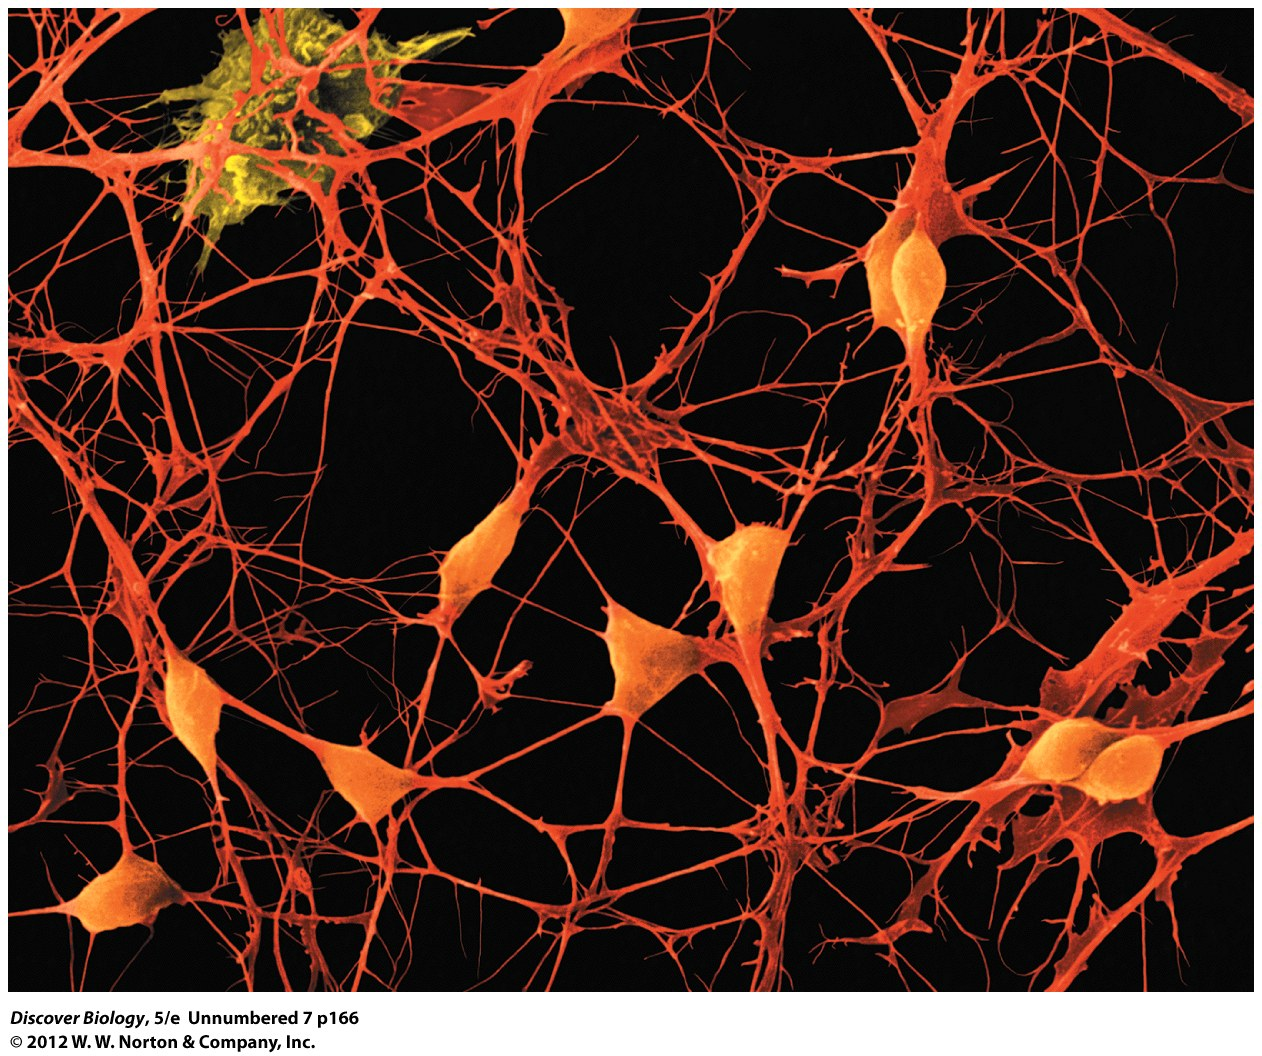 Discover Biology, 5/e Unnumbered 7 p166
© 2012 W. W. Norton & Company, Inc.